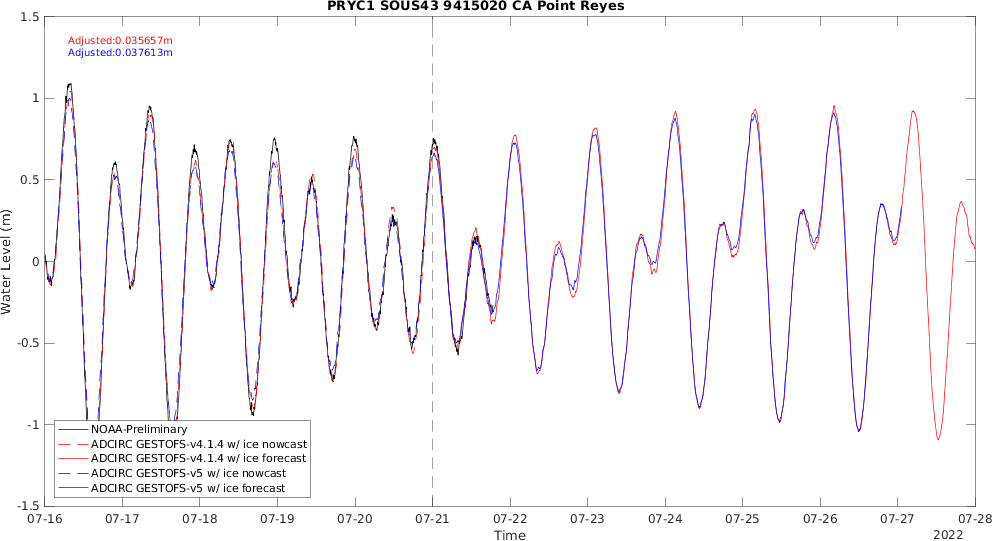 PRYC1 SOUS43 9415020 CA Point Reyes
Adjusted:0.035657m
Adjusted:0.037613m
Water Level (m)
1.5
1
0.5
0
-0.5
-1
-1.5
NOAA-Preliminary
ADCIRC GESTOFS-v4.1.4 w/ ice nowcast
ADCIRC GESTOFS-v4.1.4 w/ ice forecast
ADCIRC GESTOFS-v5 w/ ice nowcast
ADCIRC GESTOFS-v5 w/ ice forecast
07-16 07-17 07-18 07-19 07-20 07-21 07-22 07-23 07-24 07-25 07-26 07-27 07-28
Time
2022